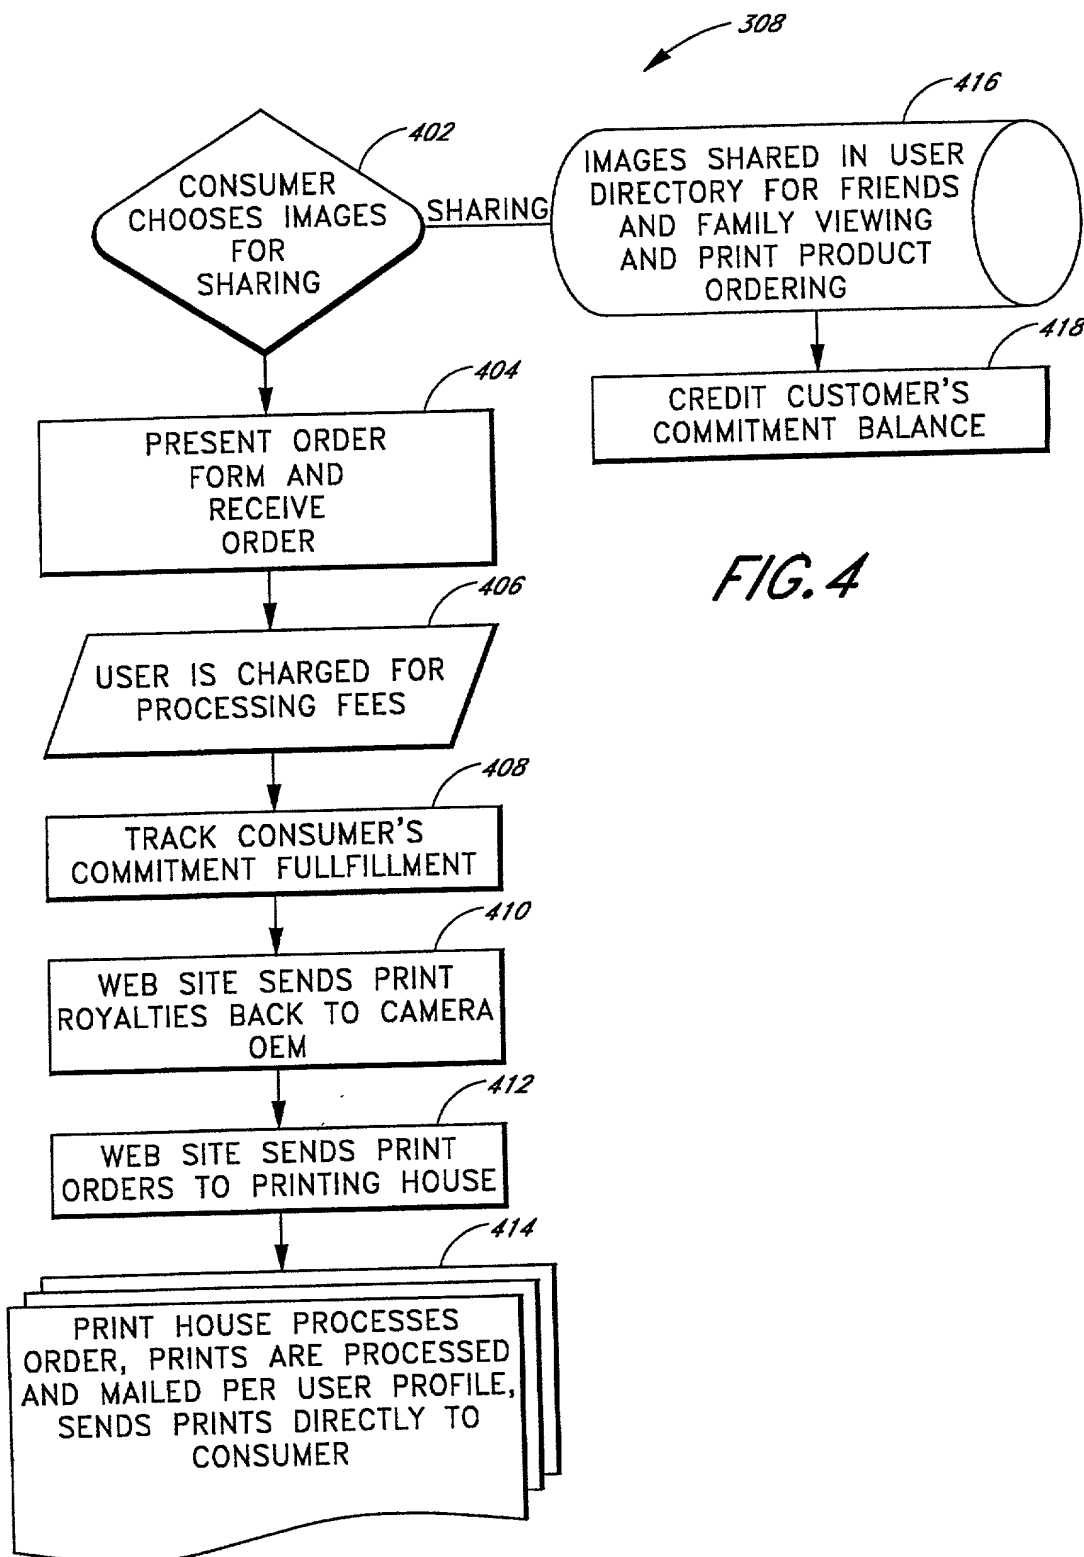 308
416
402
CONSUMER
CHOOSES IMAGES
FOR
SHARING
SHARING
IMAGES SHARED IN USER
DIRECTORY FOR FRIENDS
AND FAMILY VIEWING
AND PRINT PRODUCT
ORDERING
418
CREDIT CUSTOMER'S
COMMITMENT BALANCE
404
PRESENT ORDER
FORM AND
RECEIVE
ORDER
FIG. 4
406
USER IS CHARGED FOR
PROCESSING FEES
408
TRACK CONSUMER'S
COMMITMENT FULLFILLMENT
410
WEB SITE SENDS PRINT
ROYALTIES BACK TO CAMERA
OEM
412
WEB SITE SENDS PRINT
ORDERS TO PRINTING HOUSE
414
PRINT HOUSE PROCESSES
ORDER, PRINTS ARE PROCESSED
AND MAILED PER USER PROFILE,
SENDS PRINTS DIRECTLY TO
CONSUMER